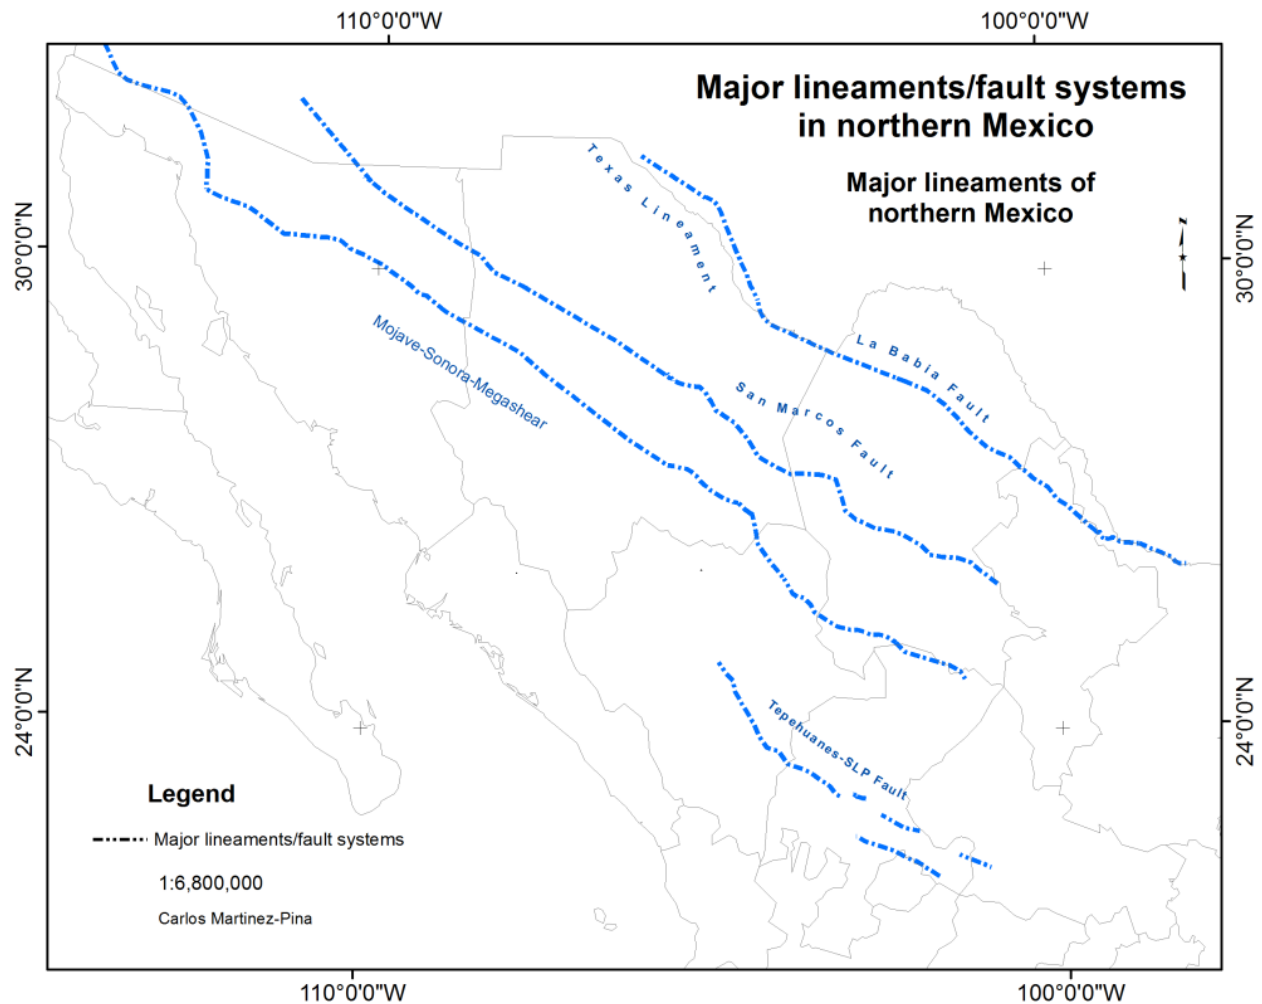 110°0'0"W
100°0'0"W
Major lineaments/fault systems
in northern Mexico
Major lineaments of
northern Mexico
Texas Lineament
N
30°0'0"N
30°0'0"N
Mojave-Sonora-Megashear
La Babia Fault
San Marcos Fault
24°0'0"N
24°0'0"N
Tepehuanes-SLP Fault
Legend
Major lineaments/fault systems
1:6,800,000
Carlos Martinez-Pina
110°0'0"W
100°0'0"W